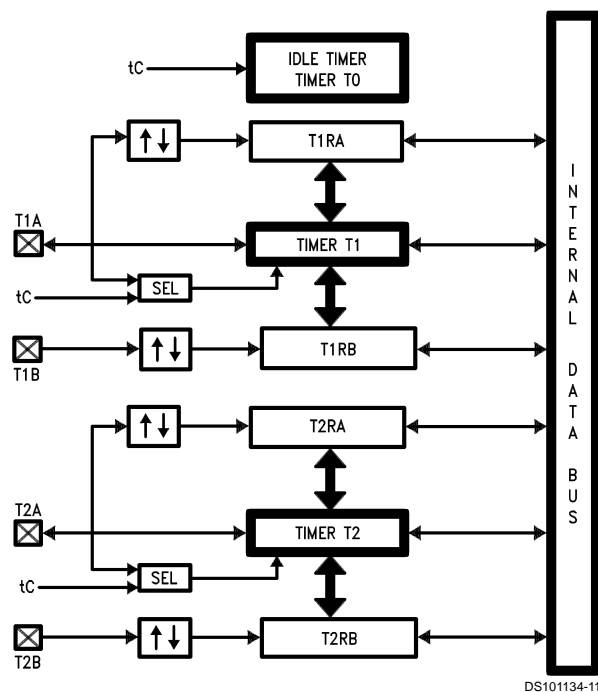 tC
IDLE TIMER
TIMER T0
T1RA
T1A
TIMER T1
SEL
tC
T1B
T1RB
T2RA
T2A
TIMER T2
SEL
tC
T2B
T2RB
INTERNAL DATA BUS
DS101134-11